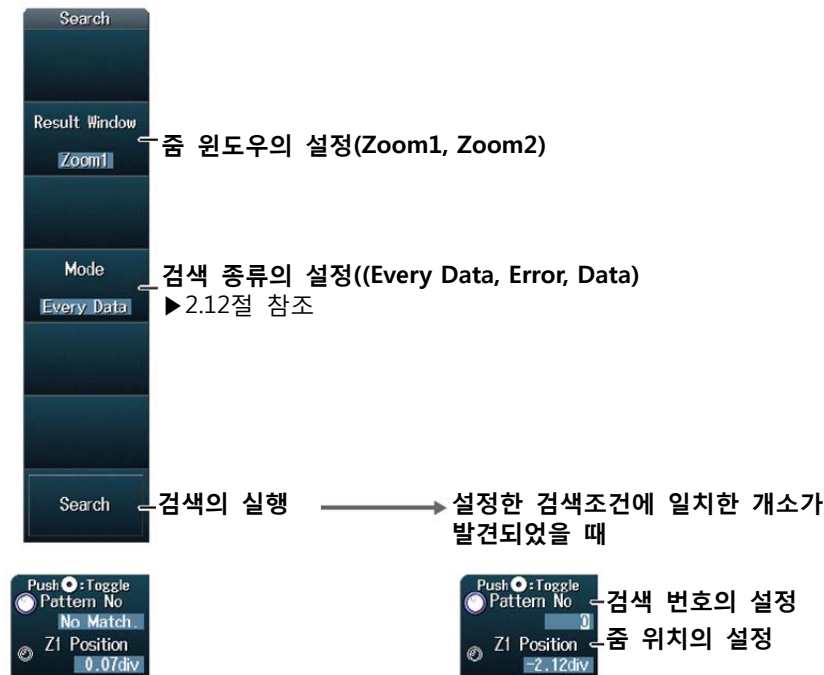 Search
Result Window
Zoom1
줌 윈도우의 설정(Zoom1, Zoom2)
Mode
Every Data
검색 종류의 설정((Every Data, Error, Data)
▶2.12절 참조
Search
검색의 실행
설정한 검색조건에 일치한 개소가
발견되었을 때
Push :Toggle
Pattern No
No Match.
Z1 Position
0.07div
Push :Toggle
Pattern No
0
검색 번호의 설정
Z1 Position
-2.12div
줌 위치의 설정